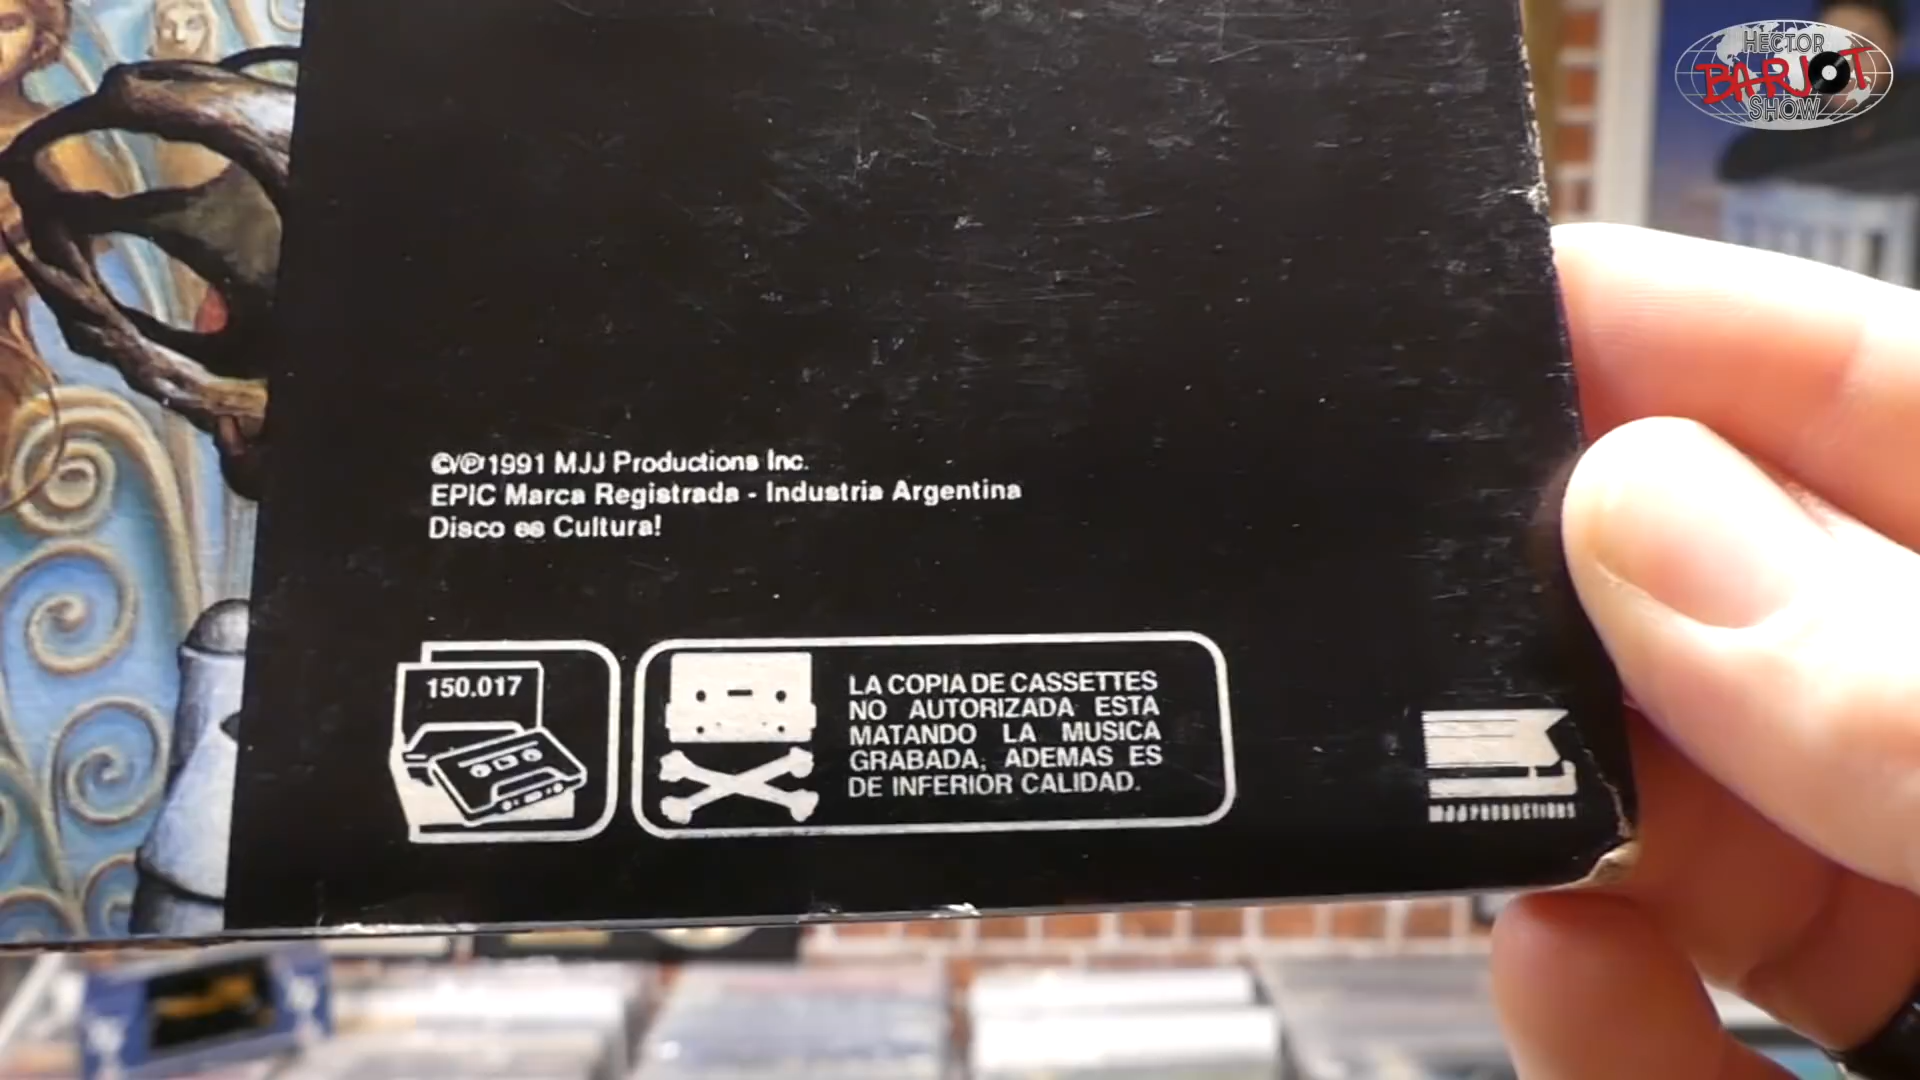 HECTOR
BARJOT
SHOW
©/℗ 1991 MJJ Productions Inc.
EPIC Marca Registrada - Industria Argentina
Disco es Cultura!
150.017
LA COPIA DE CASSETTES
NO AUTORIZADA ESTA
MATANDO LA MUSICA
GRABADA, ADEMAS ES
DE INFERIOR CALIDAD.
MJJ PRODUCTIONS